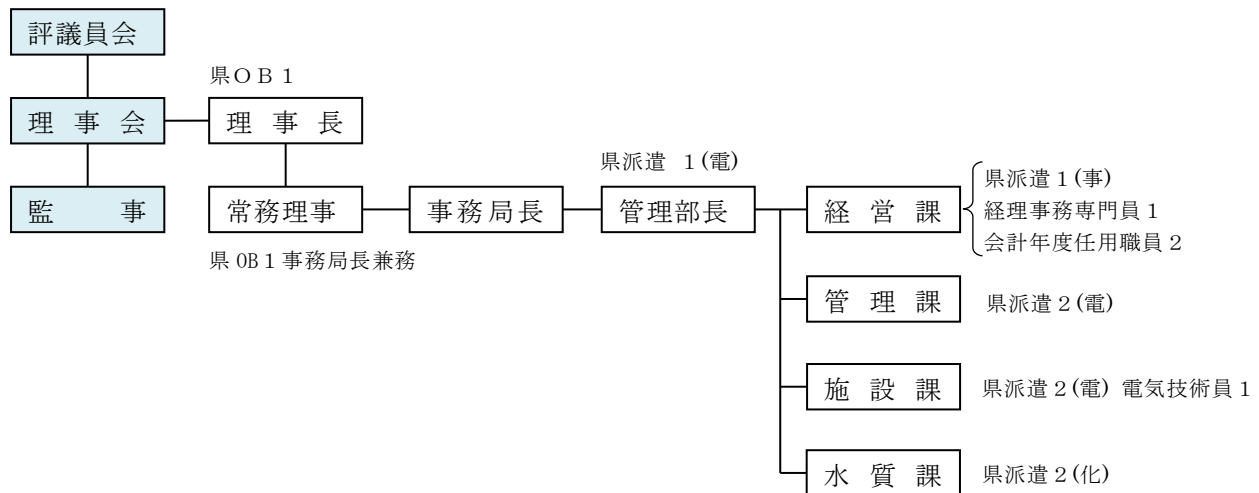 評議員会
県ＯＢ１
理事会
理事長
県派遣 １(電)
監事
常務理事
事務局長
管理部長
経営課
県派遣１(事)
経理事務専門員１
会計年度任用職員２
県OB１事務局長兼務
管理課
県派遣２(電)
施設課
県派遣２(電) 電気技術員１
水質課
県派遣２(化)